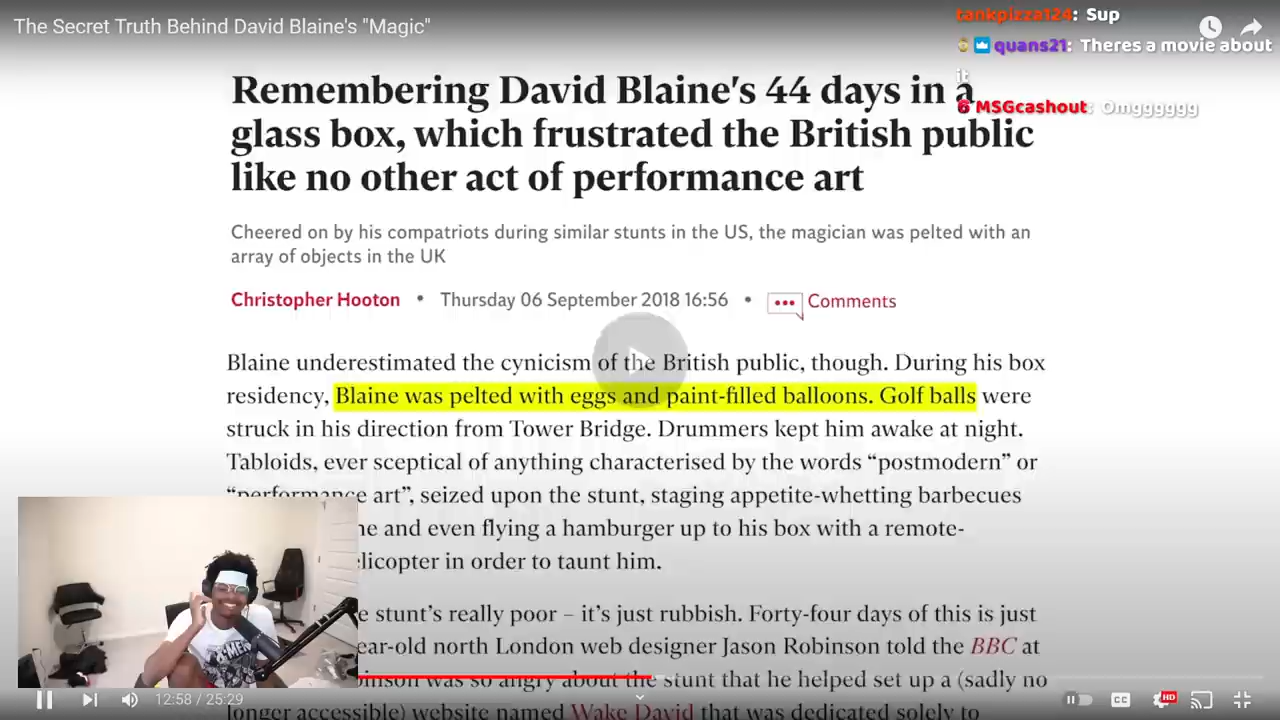 The Secret Truth Behind David Blaine's "Magic"
tankpizza124: Sup
quans21: Theres a movie about
it
6 MSGcashout: Omgggggg
Remembering David Blaine's 44 days in a
glass box, which frustrated the British public
like no other act of performance art
Cheered on by his compatriots during similar stunts in the US, the magician was pelted with an
array of objects in the UK
Christopher Hooton • Thursday 06 September 2018 16:56 • Comments
Blaine underestimated the cynicism of the British public, though. During his box
residency, Blaine was pelted with eggs and paint-filled balloons. Golf balls were
struck in his direction from Tower Bridge. Drummers kept him awake at night.
Tabloids, ever sceptical of anything characterised by the words “postmodern” or
“performance art”, seized upon the stunt, staging appetite-whetting barbecues
and even flying a hamburger up to his box with a remote-
elicopter in order to taunt him.
stunt’s really poor – it’s just rubbish. Forty-four days of this is just
ear-old north London web designer Jason Robinson told the BBC at
was so angry about the stunt that he helped set up a (sadly no
longer accessible) website named Wake David that was dedicated solely to
12:58 / 25:29
CC
HD